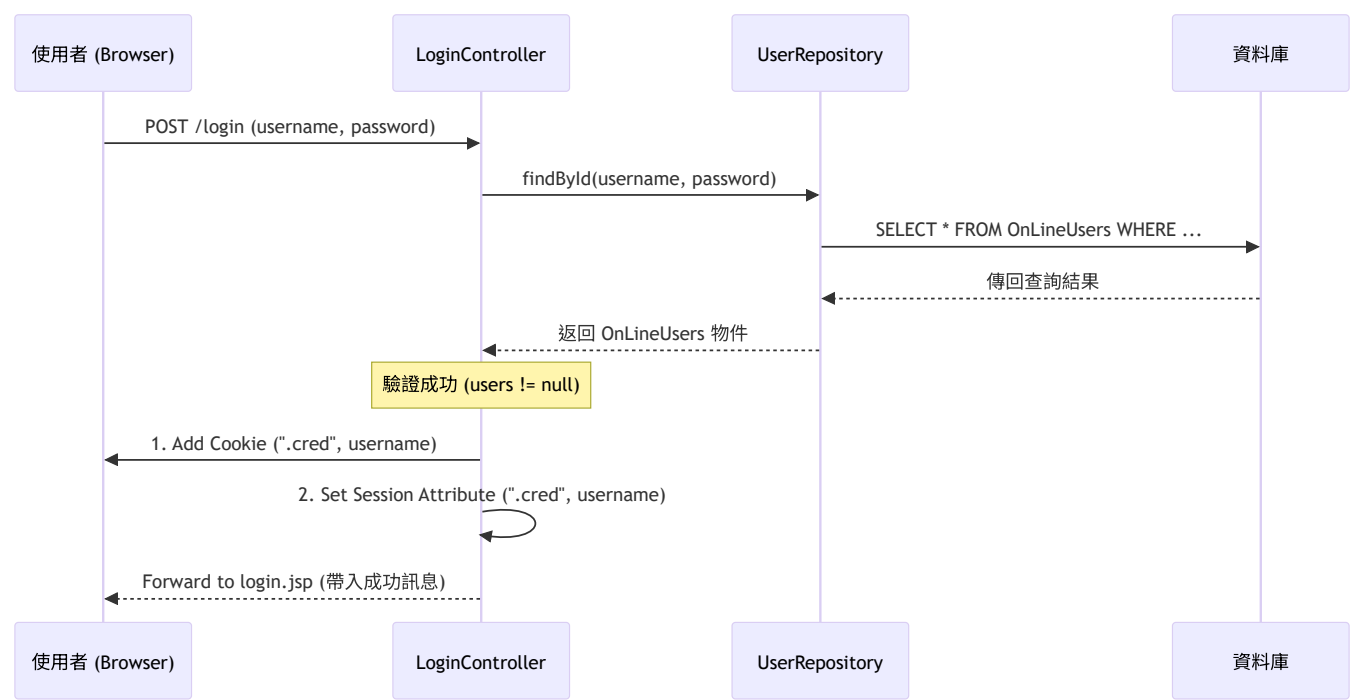 使用者 (Browser)
LoginController
UserRepository
資料庫
POST /login (username, password)
findById(username, password)
SELECT * FROM OnLineUsers WHERE ...
傳回查詢結果
返回 OnLineUsers 物件
驗證成功 (users != null)
1. Add Cookie (".cred", username)
2. Set Session Attribute (".cred", username)
Forward to login.jsp (帶入成功訊息)
使用者 (Browser)
LoginController
UserRepository
資料庫